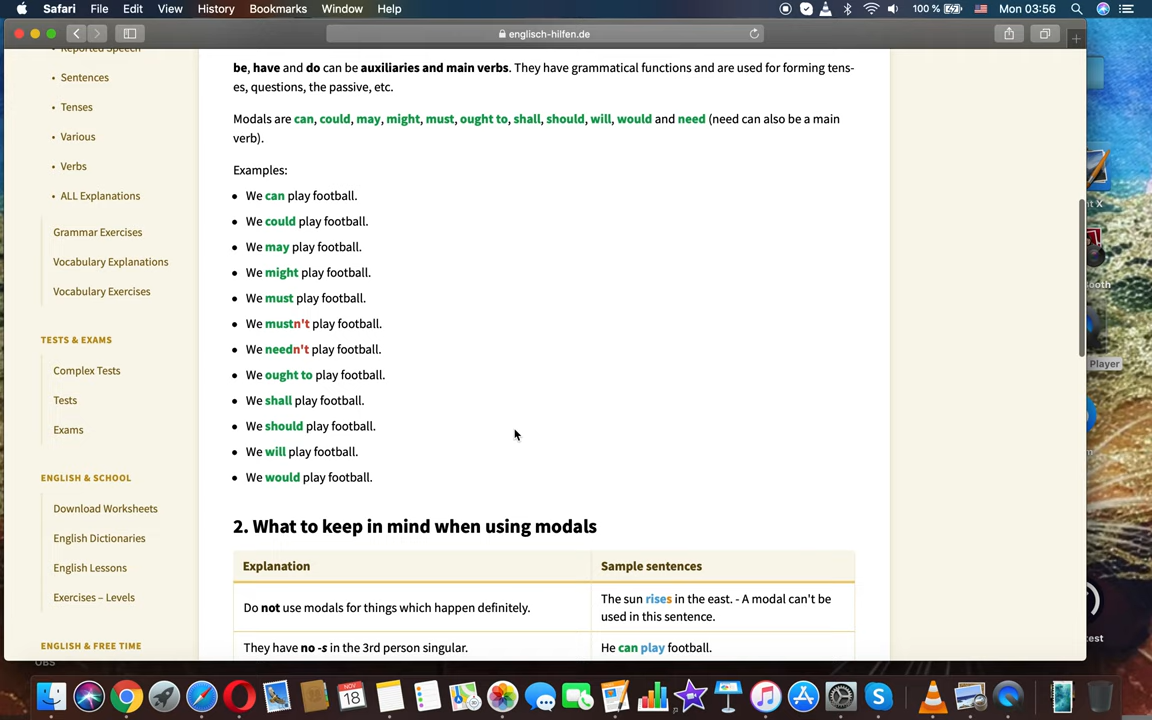 Safari File Edit View History Bookmarks Window Help
100 % Mon 03:56
englisch-hilfen.de
Reported Speech
• Sentences
• Tenses
• Various
• Verbs
• ALL Explanations
Grammar Exercises
Vocabulary Explanations
Vocabulary Exercises
TESTS & EXAMS
Complex Tests
Tests
Exams
ENGLISH & SCHOOL
Download Worksheets
English Dictionaries
English Lessons
Exercises – Levels
ENGLISH & FREE TIME
be, have and do can be auxiliaries and main verbs. They have grammatical functions and are used for forming tens-
es, questions, the passive, etc.
Modals are can, could, may, might, must, ought to, shall, should, will, would and need (need can also be a main
verb).
Examples:
• We can play football.
• We could play football.
• We may play football.
• We might play football.
• We must play football.
• We mustn't play football.
• We needn't play football.
• We ought to play football.
• We shall play football.
• We should play football.
• We will play football.
• We would play football.
2. What to keep in mind when using modals
Explanation Sample sentences
Do not use modals for things which happen definitely.
The sun rises in the east. - A modal can't be
used in this sentence.
They have no -s in the 3rd person singular.
He can play football.
nt X
ooth
Player
test
OBS
NOV
18